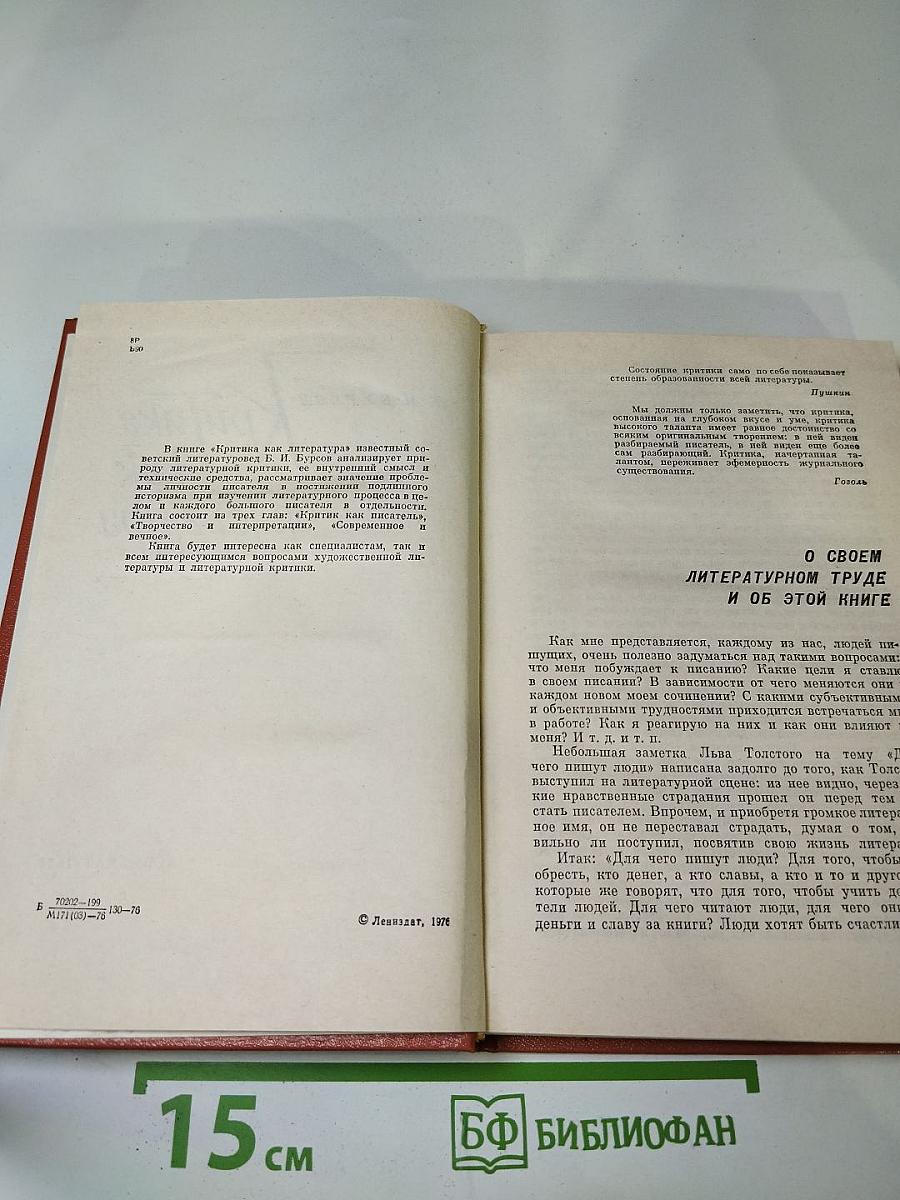 8Р
Б90
В книге «Критика как литература» известный со-
ветский литературовед Б. И. Бурсов анализирует при-
роду литературной критики, ее внутренний смысл и
технические средства, рассматривает значение пробле-
мы личности писателя в постижении подлинного
историзма при изучении литературного процесса в це-
лом и каждого большого писателя в отдельности.
Книга состоит из трех глав: «Критик как писатель»,
«Творчество и интерпретации», «Современное и
вечное».
Книга будет интересна как специалистам, так и
всем интересующимся вопросами художественной ли-
тературы и литературной критики.
Б 70202—199
М171(03)—76 130—76
© Лениздат, 1976
Состояние критики само по себе показывает
степень образованности всей литературы.
Пушкин
Мы должны только заметить, что критика,
основанная на глубоком вкусе и уме, критика
высокого таланта имеет равное достоинство со
всяким оригинальным творением: в ней виден
разбираемый писатель, в ней виден еще более
сам разбирающий. Критика, начертанная та-
лантом, переживает эфемерность журнального
существования.
Гоголь
О СВОЕМ
ЛИТЕРАТУРНОМ ТРУДЕ
И ОБ ЭТОЙ КНИГЕ
Как мне представляется, каждому из нас, людей пи-
шущих, очень полезно задуматься над такими вопросами:
что меня побуждает к писанию? Какие цели я ставлю
в своем писании? В зависимости от чего меняются они
каждом новом моем сочинении? С какими субъективным
и объективными трудностями приходится встречаться
в работе? Как я реагирую на них и как они влияют
меня? И т. д. и т. п.
Небольшая заметка Льва Толстого на тему «Д
чего пишут люди» написана задолго до того, как Толс
выступил на литературной сцене: из нее видно, через
кие нравственные страдания прошел он перед тем
стать писателем. Впрочем, и приобретя громкое литера
ное имя, он не переставал страдать, думая о том,
вильно ли поступил, посвятив свою жизнь литера
Итак: «Для чего пишут люди? Для того, чтобы
обресть, кто денег, а кто славы, а кто и то и друго
которые же говорят, что для того, чтобы учить до
тели людей. Для чего читают люди, для чего они
деньги и славу за книги? Люди хотят быть счастли
15 см
БФ БИБЛИОФАН